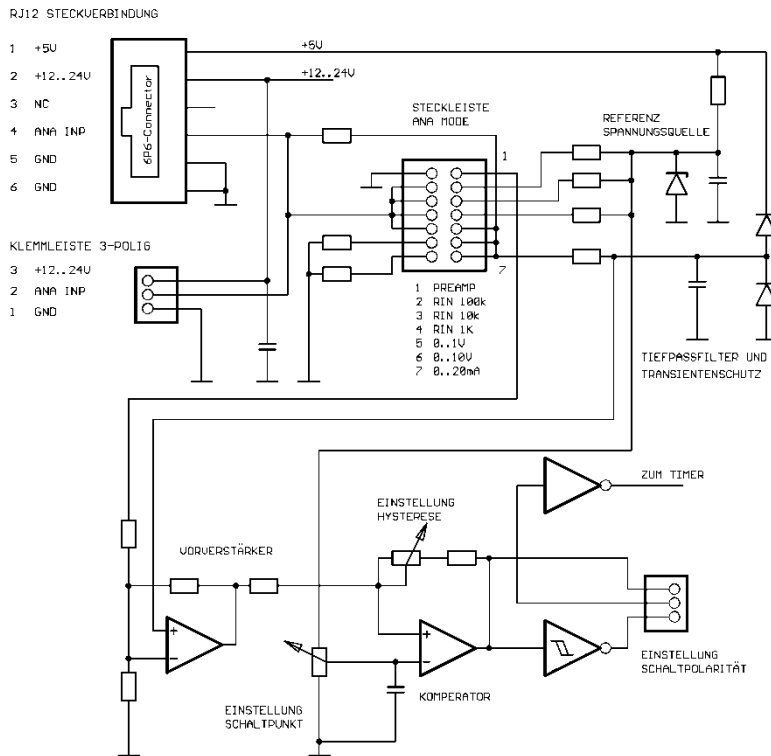 RJ12 STECKVERBINDUNG
1 +5V
2 +12..24V
3 NC
4 ANA INP
5 GND
6 GND
6P6-Connector
+5V
+12..24V
STECKLEISTE
ANA MODE
1
REFERENZ
SPANNUNGSQUELLE
KLEMMLEISTE 3-POLIG
3 +12..24V
2 ANA INP
1 GND
7
1 PREAMP
2 RIN 100k
3 RIN 10k
4 RIN 1K
5 0..1V
6 0..10V
7 0..20mA
TIEFPASSFILTER UND
TRANSIENTENSCHUTZ
ZUM TIMER
EINSTELLUNG
HYSTERESE
VORVERSTÄRKER
+
-
+
-
EINSTELLUNG
SCHALTPOLARITÄT
KOMPERATOR
EINSTELLUNG
SCHALTPUNKT